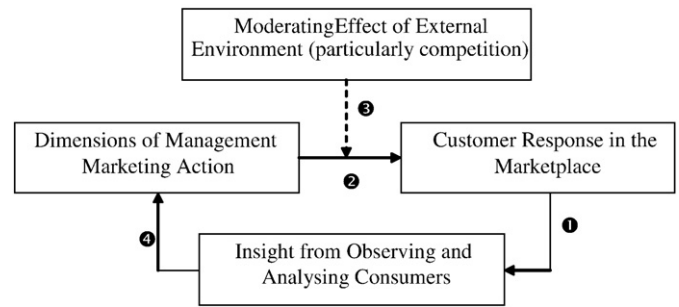 ModeratingEffect of External
Environment (particularly competition)
❸
Dimensions of Management
Marketing Action
❷
Customer Response in the
Marketplace
❶
❹
Insight from Observing and
Analysing Consumers